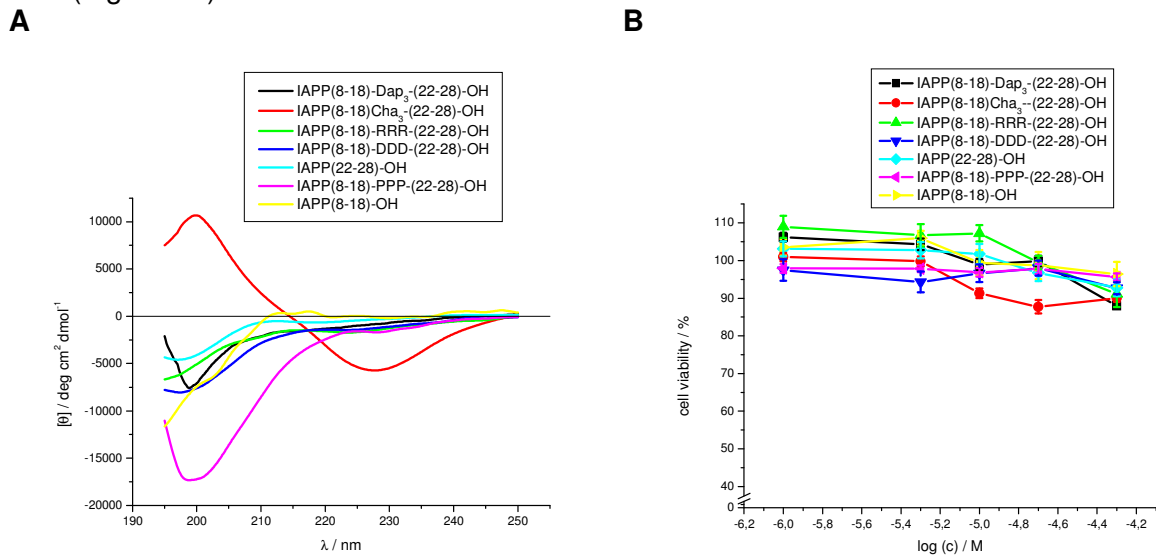 A
B
IAPP(8-18)-Dap₃-(22-28)-OH
IAPP(8-18)Cha₃-(22-28)-OH
IAPP(8-18)-RRR-(22-28)-OH
IAPP(8-18)-DDD-(22-28)-OH
IAPP(22-28)-OH
IAPP(8-18)-PPP-(22-28)-OH
IAPP(8-18)-OH
10000
5000
0
-5000
-10000
-15000
-20000
[θ] / deg cm² dmol⁻¹
190 200 210 220 230 240 250
λ / nm
IAPP(8-18)-Dap₃-(22-28)-OH
IAPP(8-18)Cha₃--(22-28)-OH
IAPP(8-18)-RRR-(22-28)-OH
IAPP(8-18)-DDD-(22-28)-OH
IAPP(22-28)-OH
IAPP(8-18)-PPP-(22-28)-OH
IAPP(8-18)-OH
110
100
90
80
70
60
50
40
0
cell viability / %
-6,2 -6,0 -5,8 -5,6 -5,4 -5,2 -5,0 -4,8 -4,6 -4,4 -4,2
log (c) / M